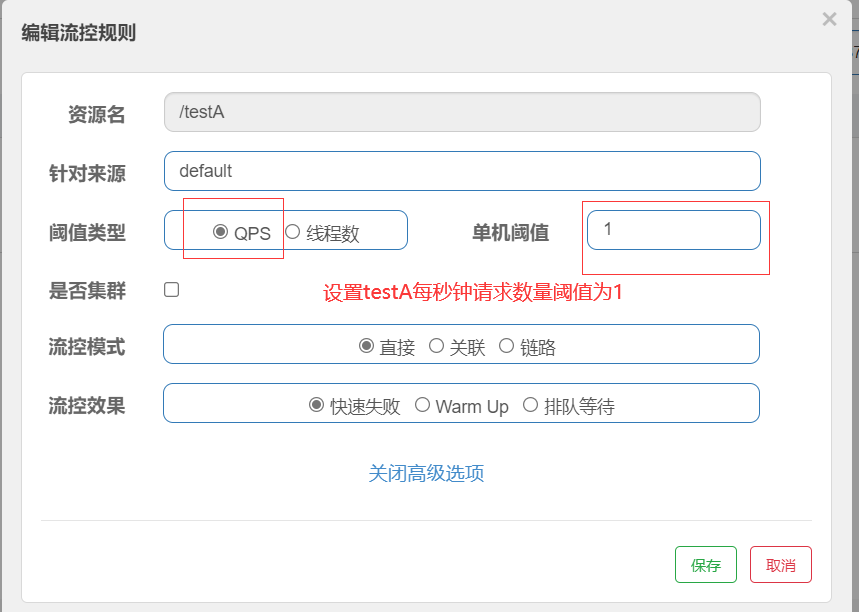 编辑流控规则 ×
资源名 /testA
针对来源 default
阈值类型 QPS 线程数 单机阈值 1
是否集群 设置testA每秒钟请求数量阈值为1
流控模式 直接 关联 链路
流控效果 快速失败 Warm Up 排队等待
关闭高级选项
保存 取消